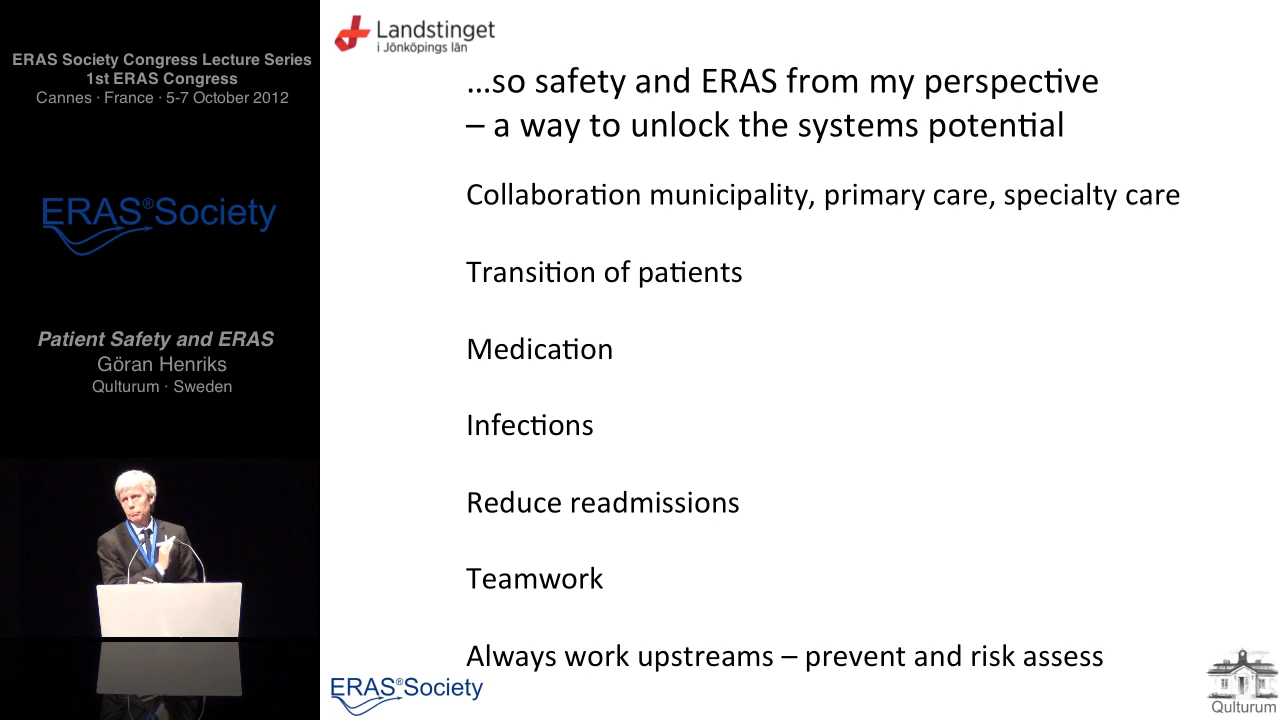 ERAS Society Congress Lecture Series
1st ERAS Congress
Cannes · France · 5-7 October 2012
ERAS®Society
Patient Safety and ERAS
Göran Henriks
Qulturum · Sweden
Landstinget
i Jönköpings län
...so safety and ERAS from my perspective
– a way to unlock the systems potential
Collaboration municipality, primary care, specialty care
Transition of patients
Medication
Infections
Reduce readmissions
Teamwork
Always work upstreams – prevent and risk assess
ERAS®Society
Qulturum